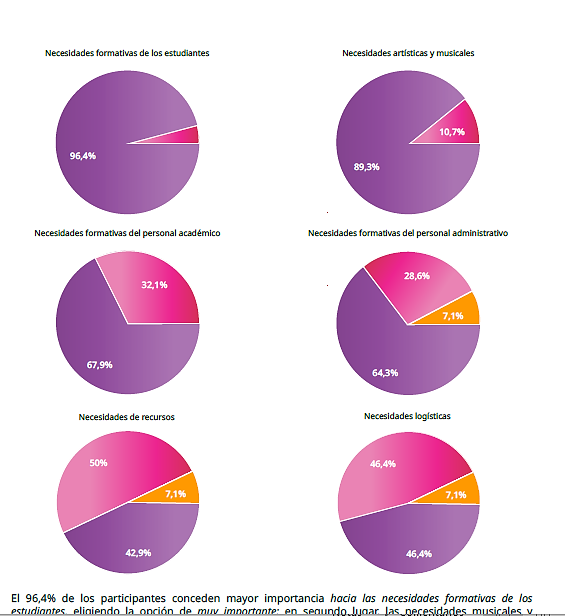 Necesidades formativas de los estudiantes
96,4%
Necesidades artísticas y musicales
10,7%
89,3%
Necesidades formativas del personal académico
32,1%
67,9%
Necesidades formativas del personal administrativo
28,6%
7,1%
64,3%
Necesidades de recursos
50%
7,1%
42,9%
Necesidades logísticas
46,4%
7,1%
46,4%
El 96,4% de los participantes conceden mayor importancia hacia las necesidades formativas de los
estudiantes, eligiendo la opción de muy importante; en segundo lugar, las necesidades musicales y